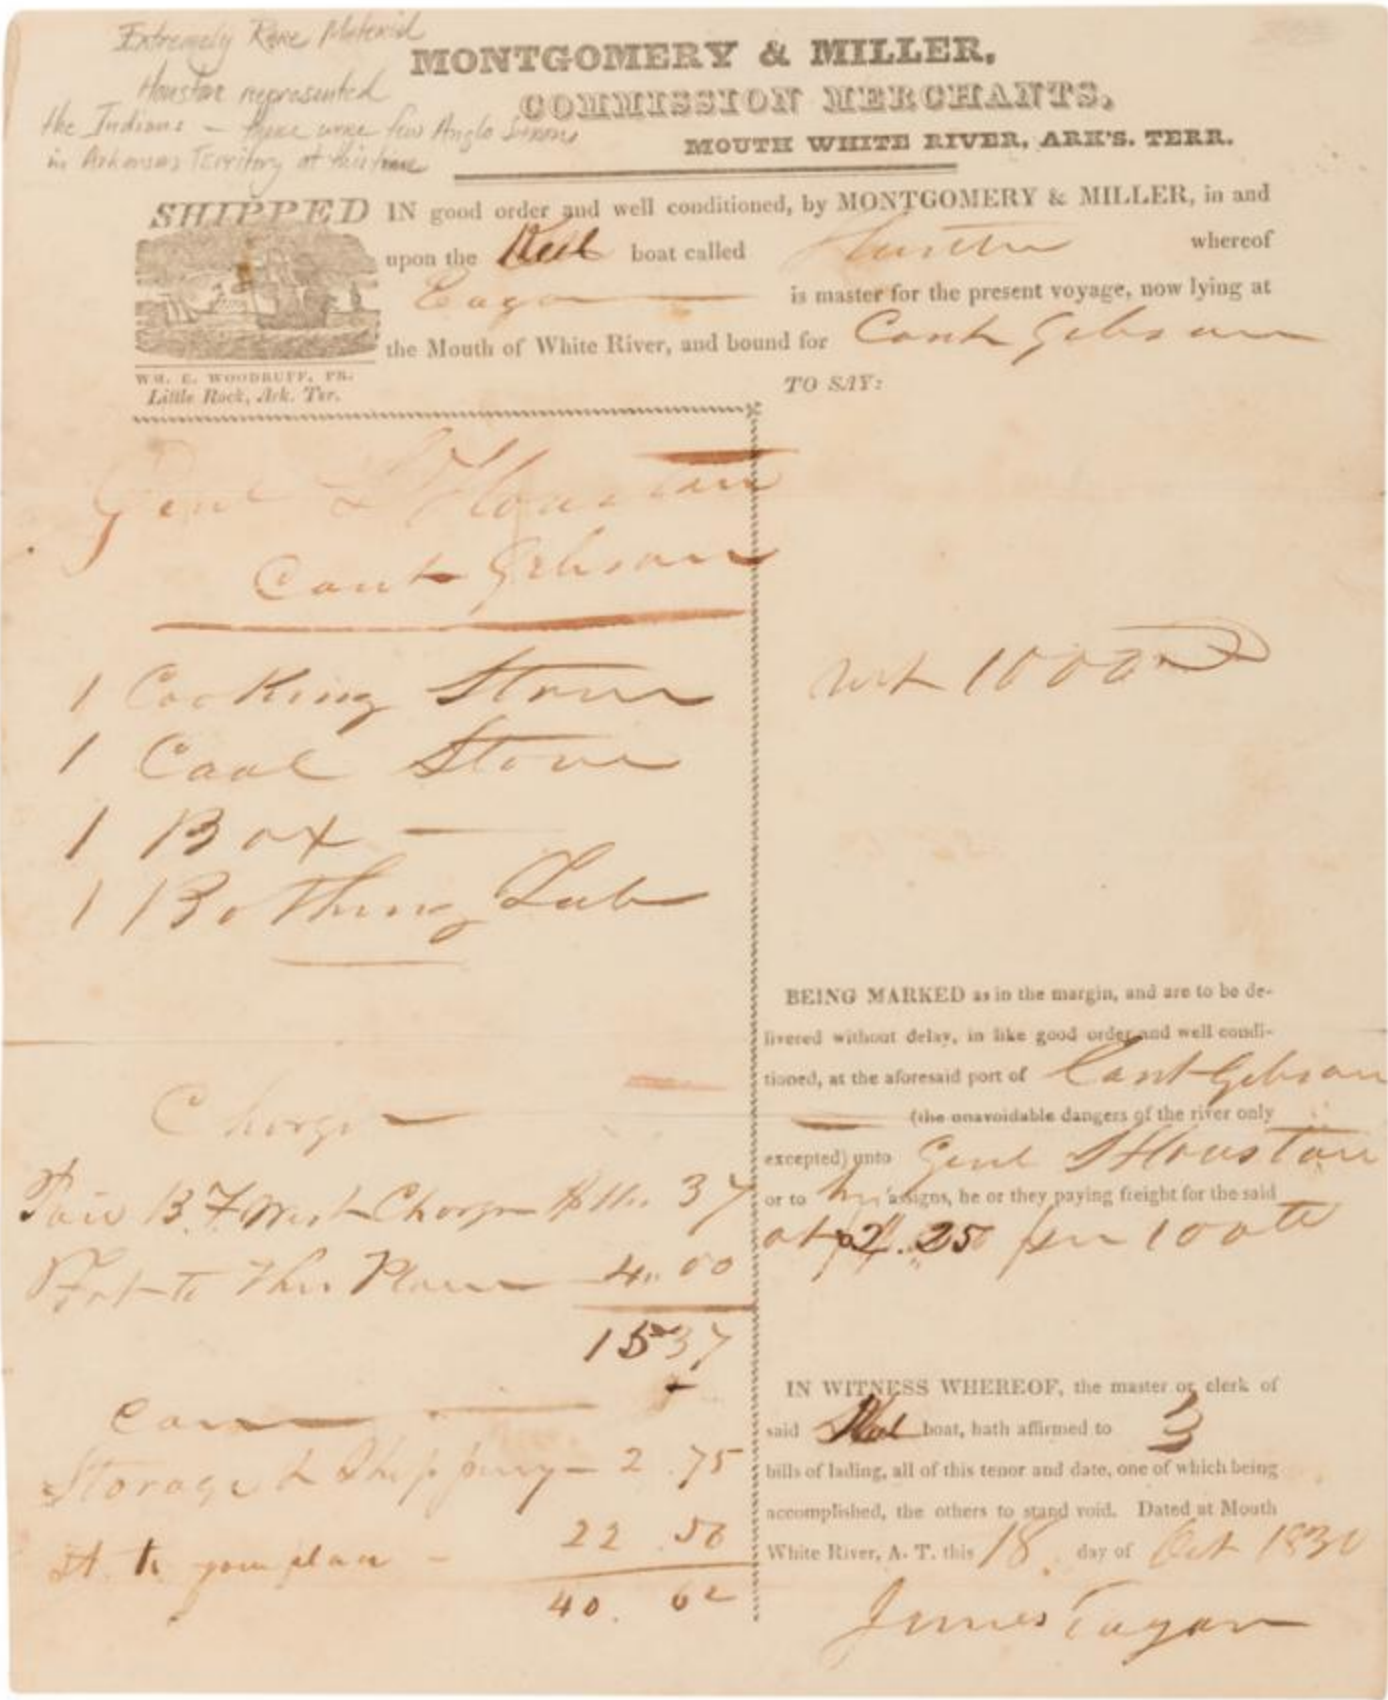 Extremely Rare Material
Houston represented
the Indians - there were few Anglo Saxons
in Arkansas Territory at this time
MONTGOMERY & MILLER,
COMMISSION MERCHANTS,
MOUTH WHITE RIVER, ARK'S. TERR.
SHIPPED IN good order and well conditioned, by MONTGOMERY & MILLER, in and
upon the Keel boat called whereof
Eagan is master for the present voyage, now lying at
the Mouth of White River, and bound for Cant Gibson
WM. E. WOODRUFF, PR.
Little Rock, Ark. Ter.
TO SAY:
Genl S Houston
Cant Gibson
1 Cooking Stove
wt 1000
1 Coal Stove
1 Box
1 Bathing Tub
BEING MARKED as in the margin, and are to be de-
livered without delay, in like good order and well condi-
tioned, at the aforesaid port of Cant Gibson
(the unavoidable dangers of the river only
excepted) unto Genl S Houston
or to his assigns, he or they paying freight for the said
at $2.25 per 100
Charges
Paid B. F. West Charges $11. 37
Frt to this Place 4.00
15 37
IN WITNESS WHEREOF, the master or clerk of
said Keel boat, hath affirmed to 3
bills of lading, all of this tenor and date, one of which being
accomplished, the others to stand void. Dated at Mouth
White River, A. T. this 18 day of Oct 1830
James Eagan
Storage & Shipping - 2.75
to your place - 22.50
40. 62